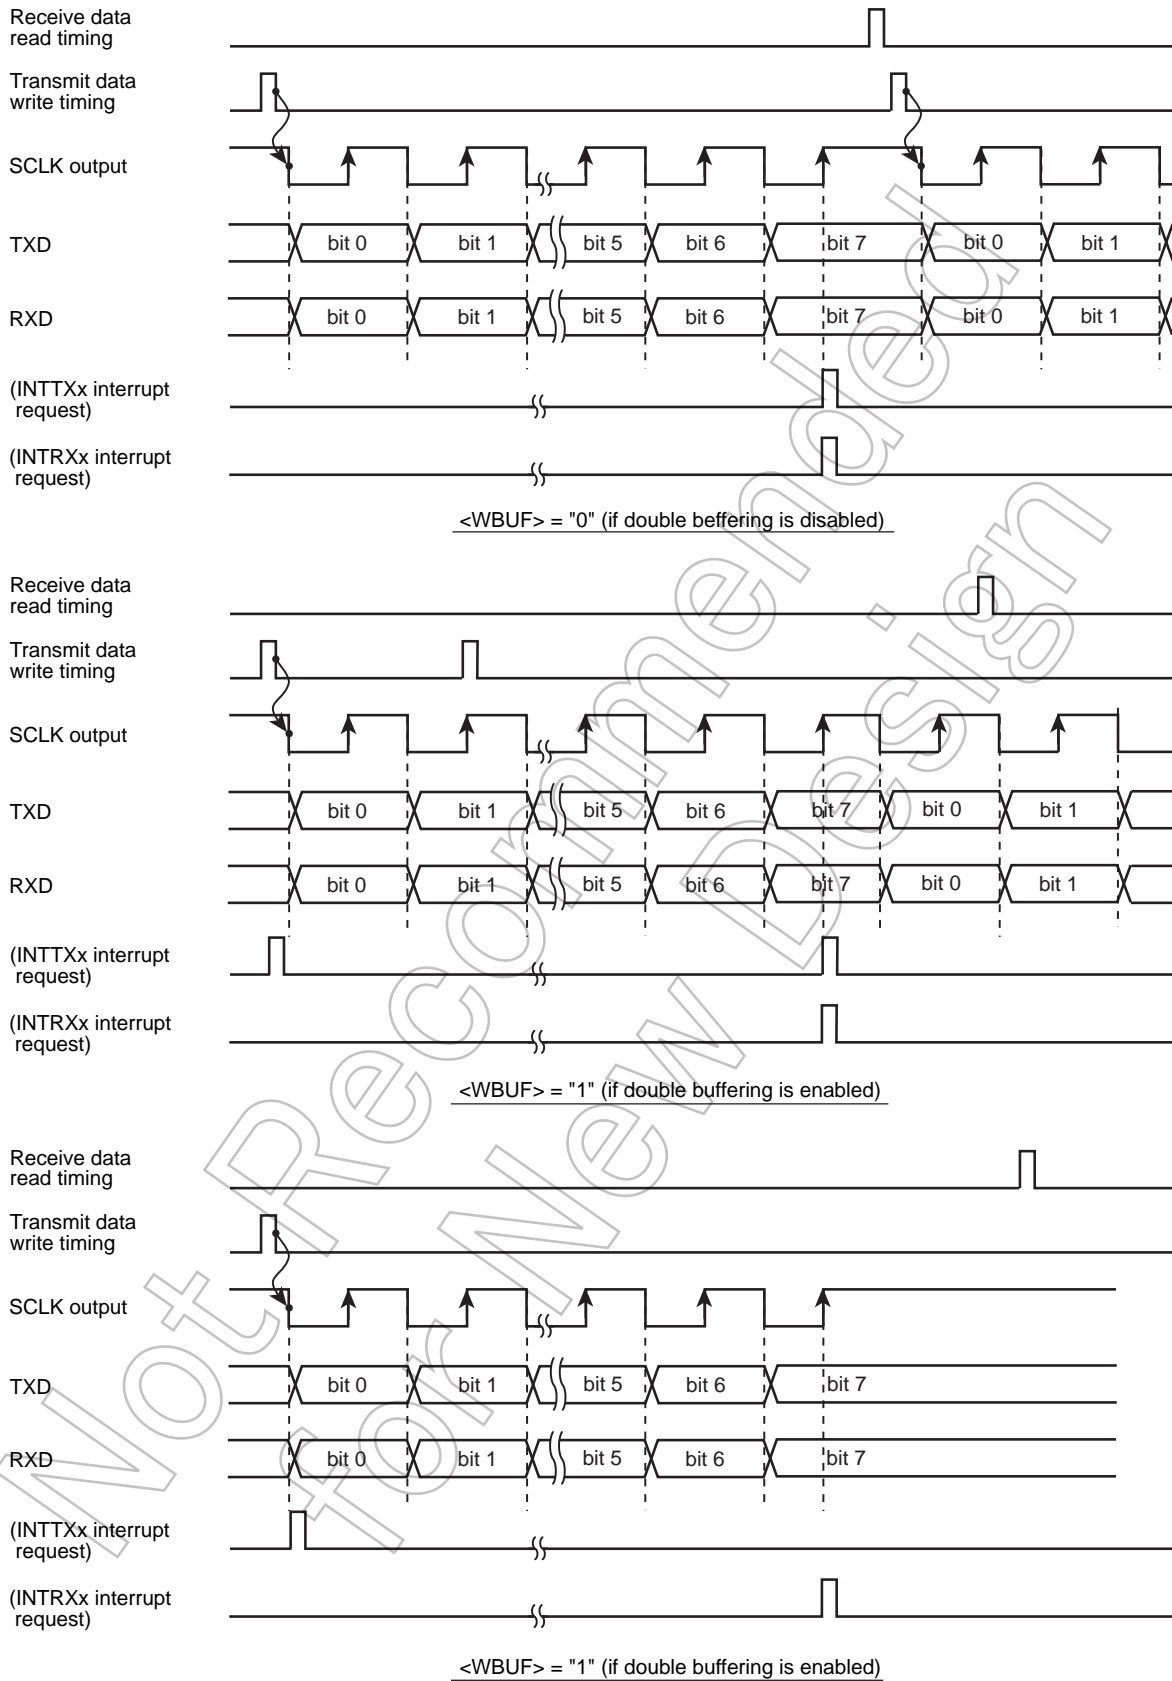 Receive data
read timing
Transmit data
write timing
SCLK output
TXD bit 0 bit 1 bit 5 bit 6 bit 7 bit 0 bit 1
RXD bit 0 bit 1 bit 5 bit 6 bit 7 bit 0 bit 1
(INTTXx interrupt
request)
(INTRXx interrupt
request)
<WBUF> = "0" (if double beffering is disabled)
Receive data
read timing
Transmit data
write timing
SCLK output
TXD bit 0 bit 1 bit 5 bit 6 bit 7 bit 0 bit 1
RXD bit 0 bit 1 bit 5 bit 6 bit 7 bit 0 bit 1
(INTTXx interrupt
request)
(INTRXx interrupt
request)
<WBUF> = "1" (if double buffering is enabled)
Receive data
read timing
Transmit data
write timing
SCLK output
TXD bit 0 bit 1 bit 5 bit 6 bit 7
RXD bit 0 bit 1 bit 5 bit 6 bit 7
(INTTXx interrupt
request)
(INTRXx interrupt
request)
<WBUF> = "1" (if double buffering is enabled)
Not Recommended
for New Design